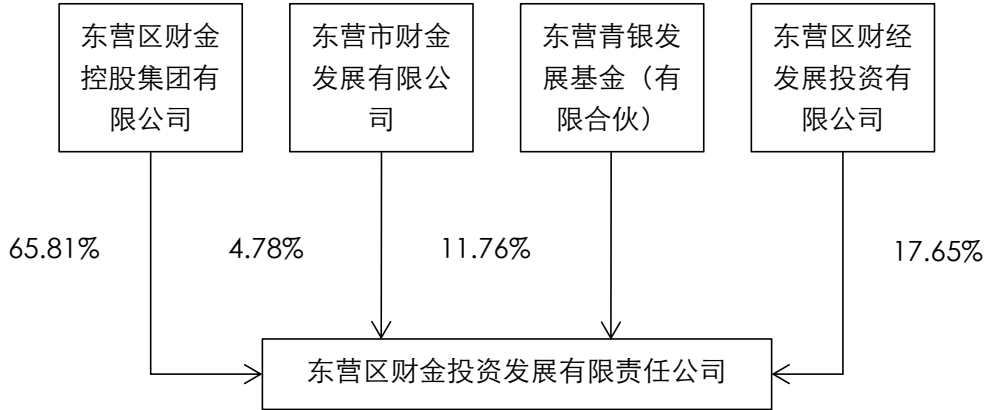 东营区财金
控股集团有
限公司
东营市财金
发展有限公
司
东营青银发
展基金（有
限合伙）
东营区财经
发展投资有
限公司
65.81%
4.78%
11.76%
17.65%
东营区财金投资发展有限责任公司